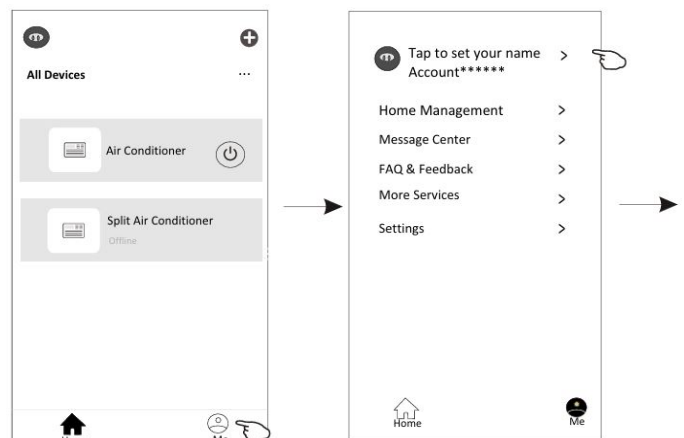 All Devices
...
Air Conditioner
Split Air Conditioner
Offline
Tap to set your name >
Account******
Home Management >
Message Center >
FAQ & Feedback >
More Services >
Settings >
Home
Me